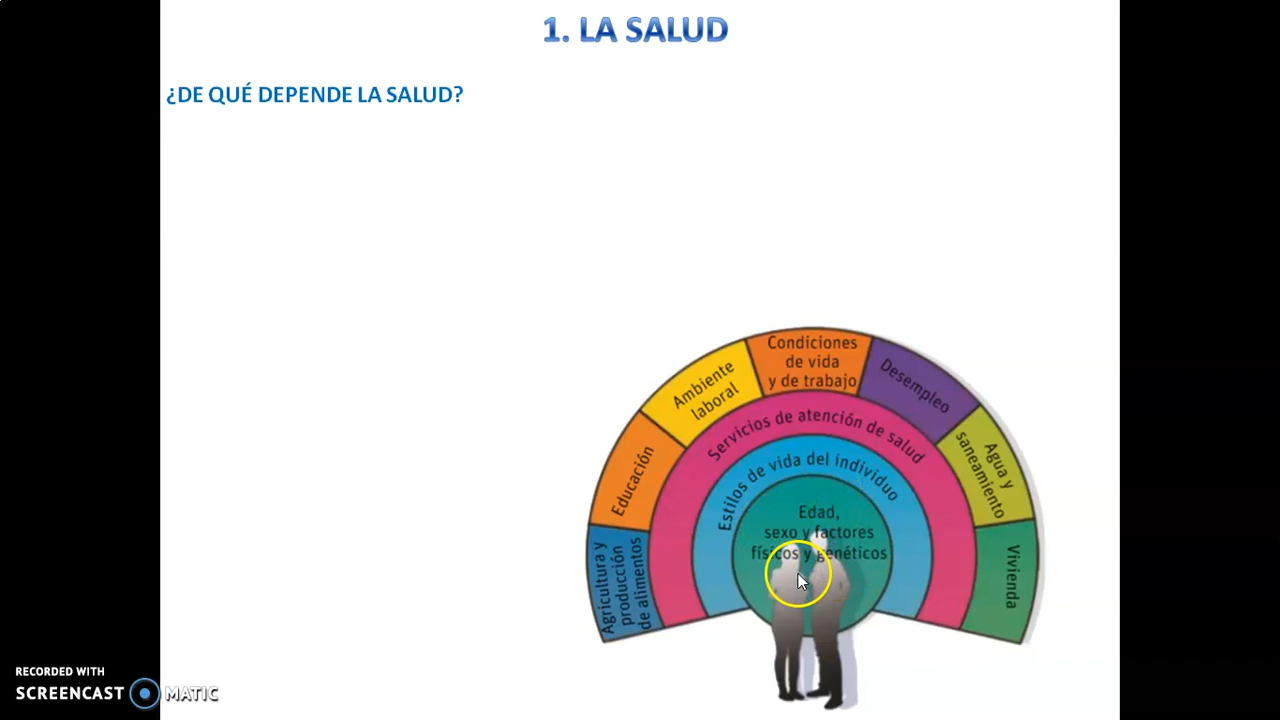 1. LA SALUD
¿DE QUÉ DEPENDE LA SALUD?
Condiciones
de vida
y de trabajo
Ambiente
laboral
Desempleo
Educación
Agua y
saneamiento
Agricultura y
producción
de alimentos
Vivienda
Servicios de atención de salud
Estilos de vida del individuo
Edad,
sexo y factores
físicos y genéticos
RECORDED WITH
SCREENCAST MATIC